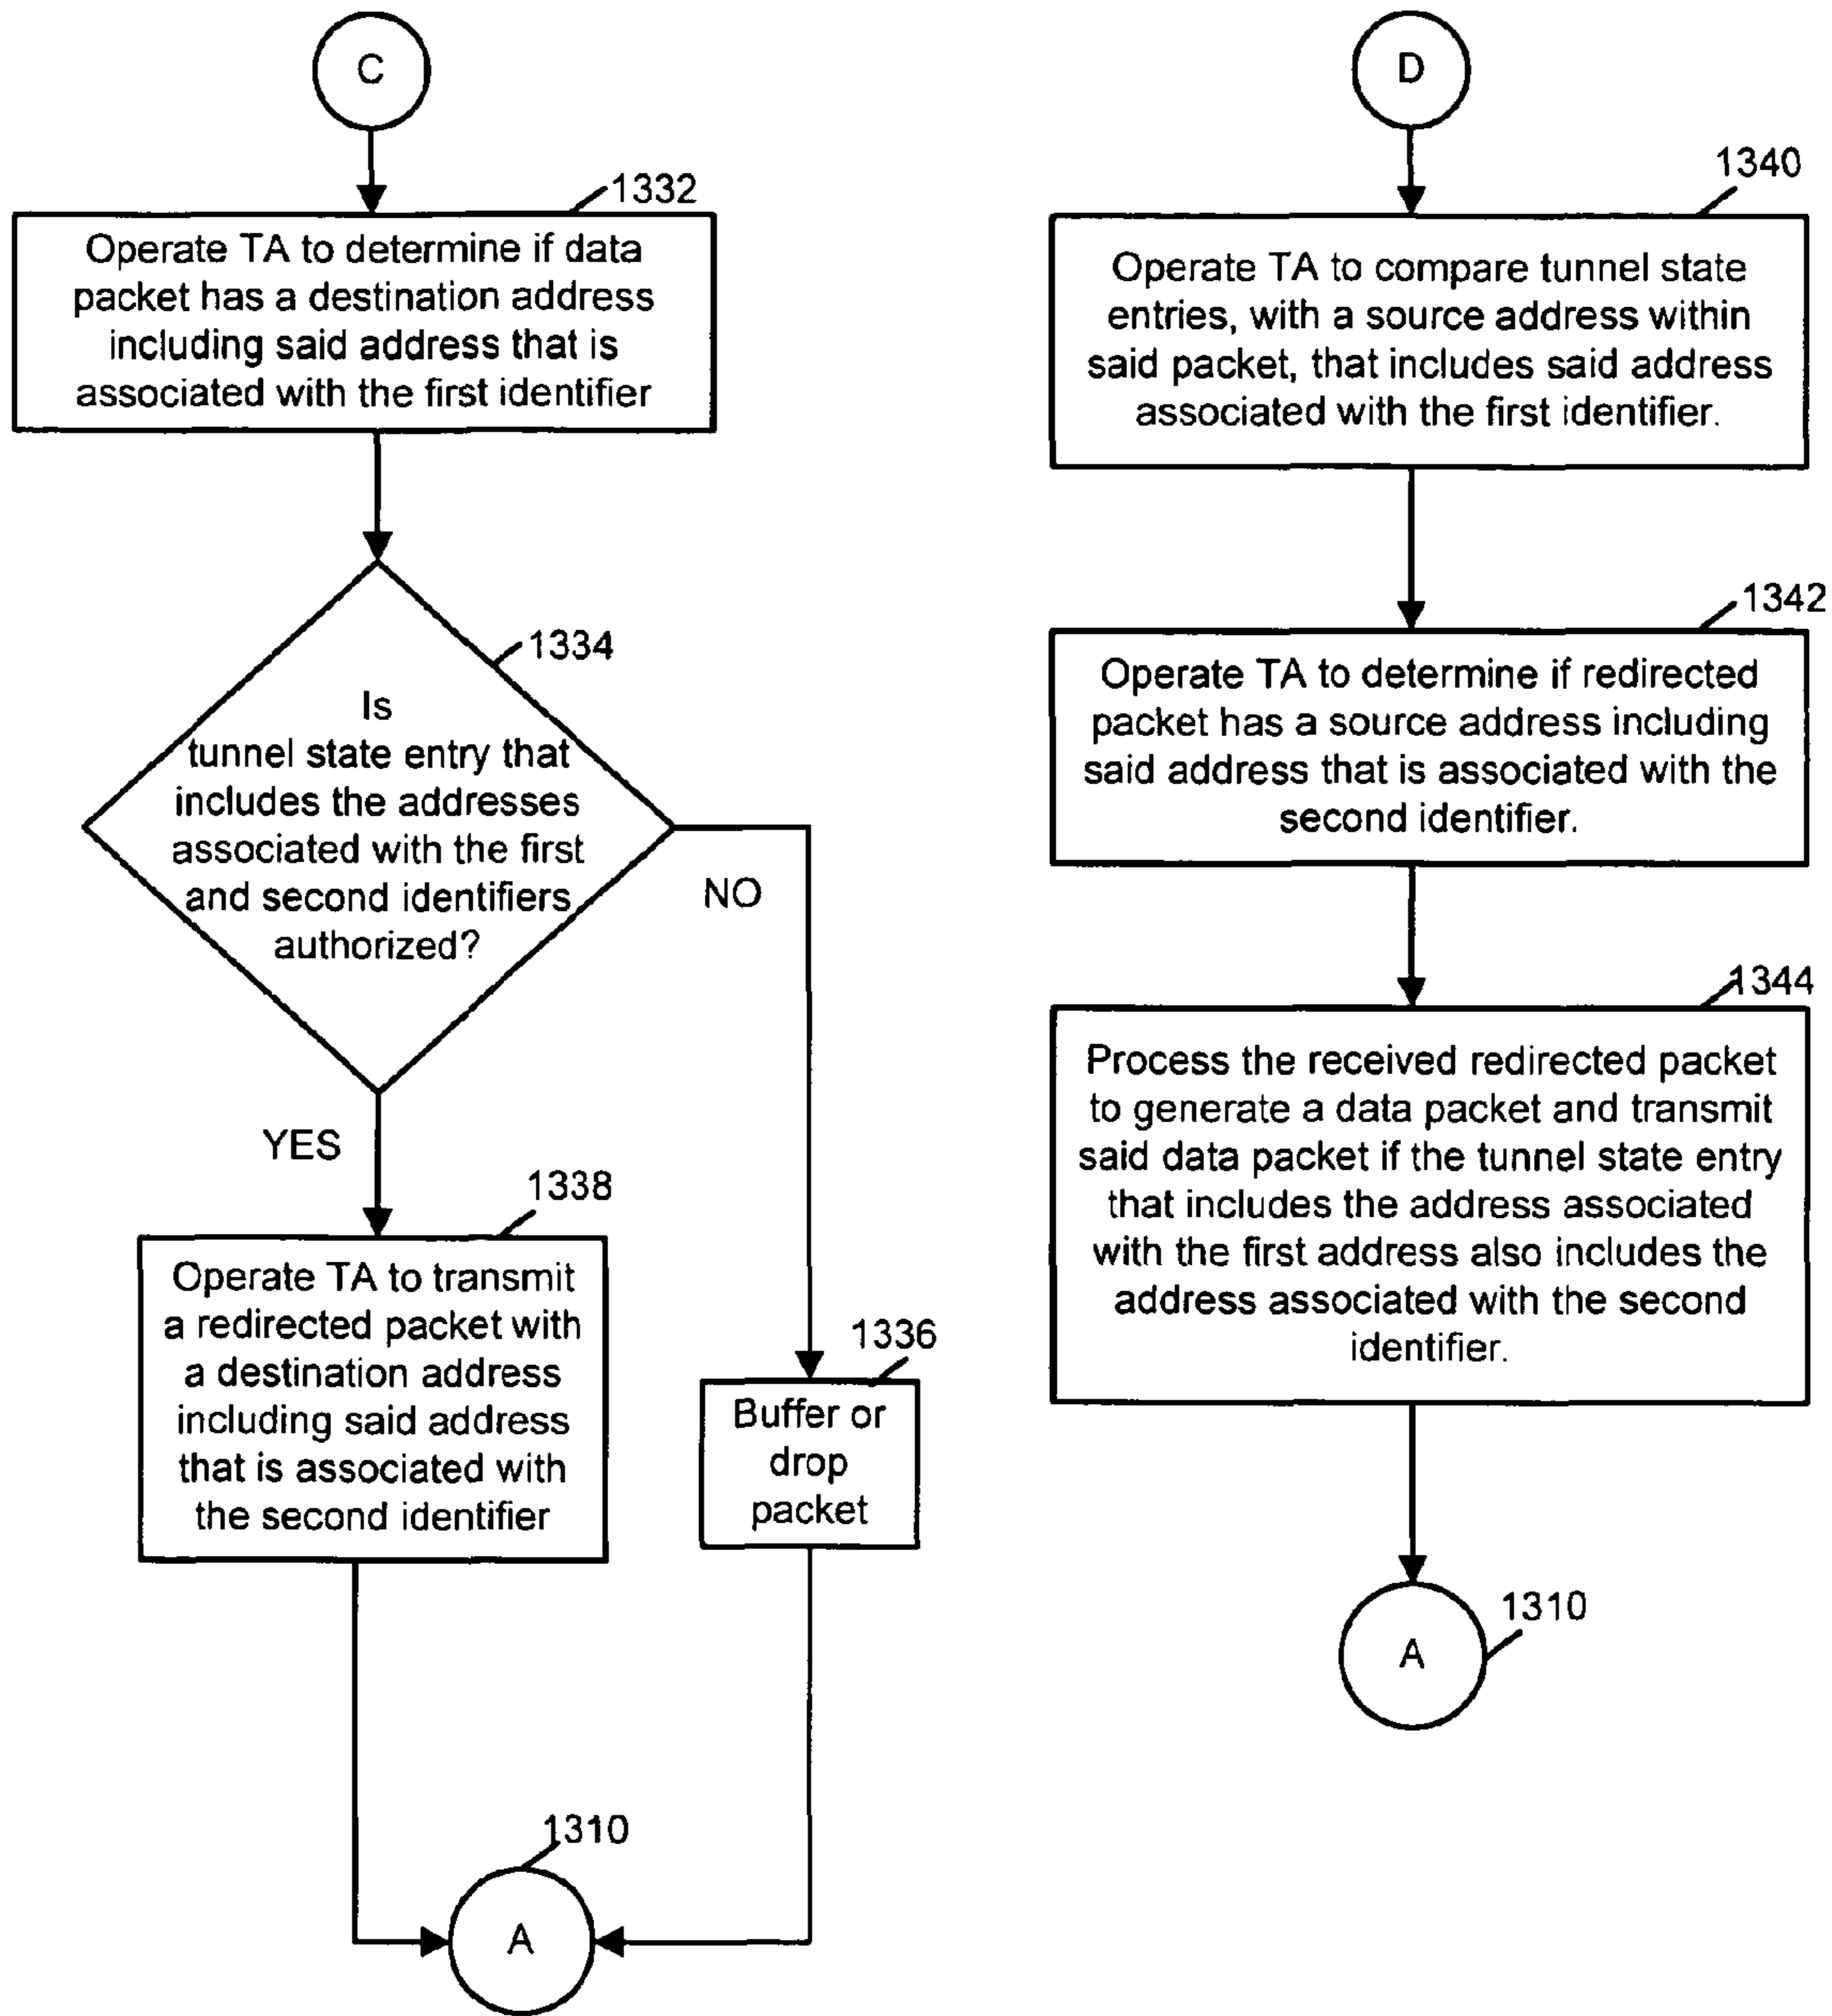 C
1332
Operate TA to determine if data
packet has a destination address
including said address that is
associated with the first identifier
1334
Is
tunnel state entry that
includes the addresses
associated with the first
and second identifiers
authorized?
NO
YES
1338
Operate TA to transmit
a redirected packet with
a destination address
including said address
that is associated with
the second identifier
1336
Buffer or
drop
packet
1310
A
D
1340
Operate TA to compare tunnel state
entries, with a source address within
said packet, that includes said address
associated with the first identifier.
1342
Operate TA to determine if redirected
packet has a source address including
said address that is associated with the
second identifier.
1344
Process the received redirected packet
to generate a data packet and transmit
said data packet if the tunnel state entry
that includes the address associated
with the first address also includes the
address associated with the second
identifier.
1310
A